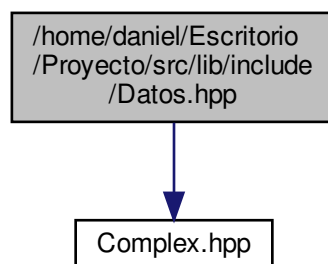 /home/daniel/Escritorio
/Proyecto/src/lib/include
/Datos.hpp
Complex.hpp